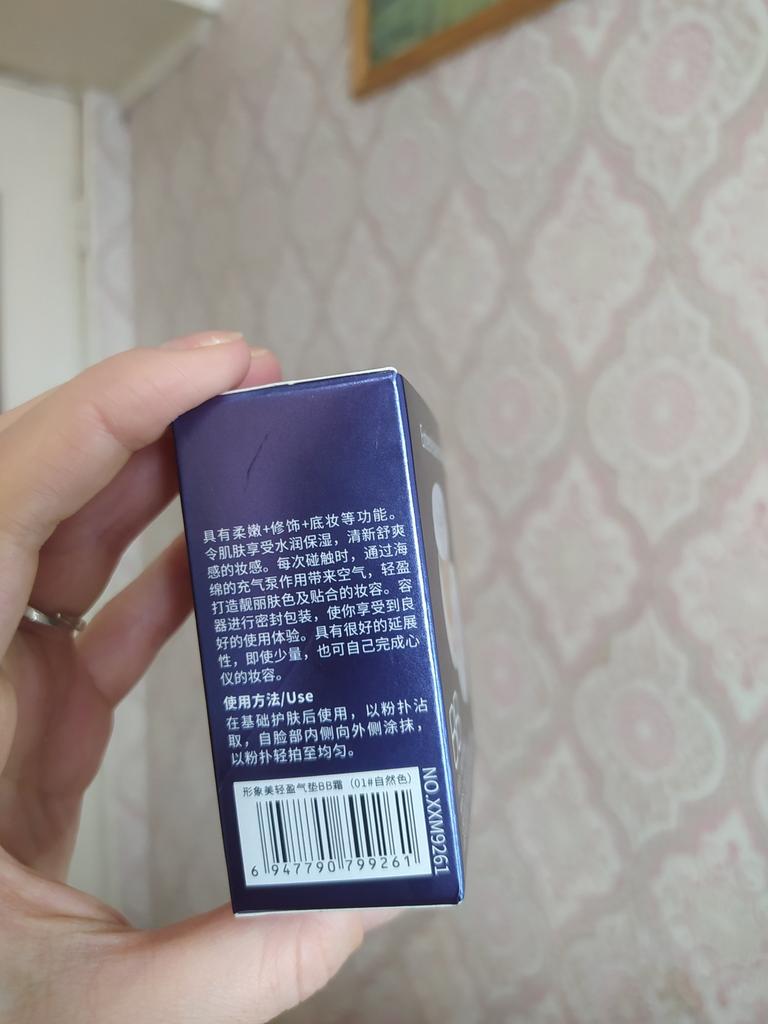 具有柔嫩+修饰+底妆等功能。
令肌肤享受水润保湿，清新舒爽
感的妆感。每次碰触时，通过海
绵的充气泵作用带来空气，轻盈
打造靓丽肤色及贴合的妆容。容
器进行密封包装，使你享受到良
好的使用体验。具有很好的延展
性，即使少量，也可自己完成心
仪的妆容。
使用方法/Use
在基础护肤后使用，以粉扑沾
取，自脸部内侧向外侧涂抹，
以粉扑轻拍至均匀。
形象美轻盈气垫BB霜（01#自然色）
6 947790 799261
NO.XXM9261